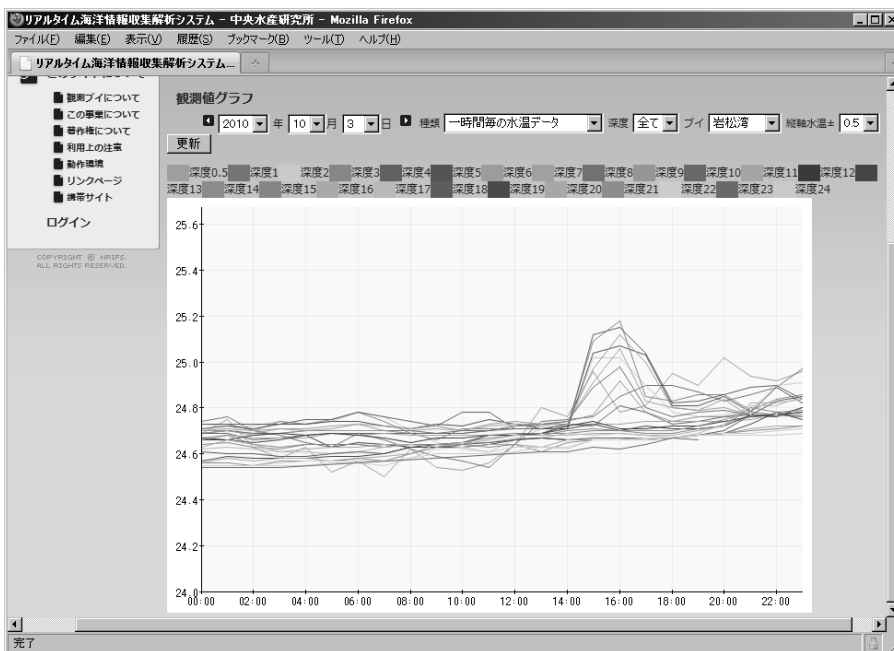 リアルタイム海洋情報収集解析システム - 中央水産研究所 - Mozilla Firefox
ファイル(F) 編集(E) 表示(V) 履歴(S) ブックマーク(B) ツール(T) ヘルプ(H)
リアルタイム海洋情報収集解析システム...
このサイトについて
観測ブイについて
この事業について
著作権について
利用上の注意
動作環境
リンクページ
携帯サイト
ログイン
COPYRIGHT © NRIFS.
ALL RIGHTS RESERVED.
観測値グラフ
2010 年 10 月 3 日 種類 一時間毎の水温データ 深度 全て ブイ 岩松湾 縦軸水温± 0.5
更新
深度0.5 深度1 深度2 深度3 深度4 深度5 深度6 深度7 深度8 深度9 深度10 深度11 深度12
深度13 深度14 深度15 深度16 深度17 深度18 深度19 深度20 深度21 深度22 深度23 深度24
25.6
25.4
25.2
25.0
24.8
24.6
24.4
24.2
24.0
00:00 02:00 04:00 06:00 08:00 10:00 12:00 14:00 16:00 18:00 20:00 22:00
完了